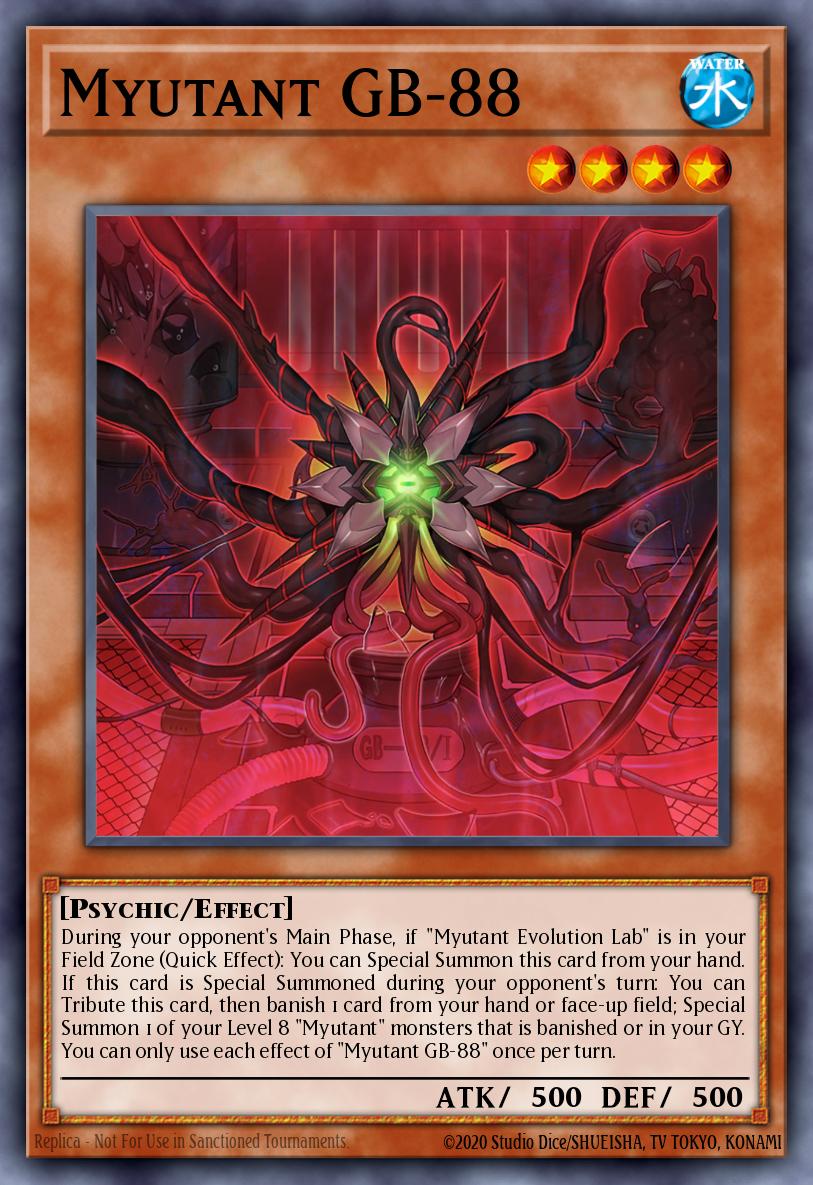 Myutant GB-88
WATER
水
[Psychic/Effect]
During your opponent's Main Phase, if "Myutant Evolution Lab" is in your
Field Zone (Quick Effect): You can Special Summon this card from your hand.
If this card is Special Summoned during your opponent's turn: You can
Tribute this card, then banish 1 card from your hand or face-up field; Special
Summon 1 of your Level 8 "Myutant" monsters that is banished or in your GY.
You can only use each effect of "Myutant GB-88" once per turn.
ATK/ 500 DEF/ 500
Replica - Not For Use in Sanctioned Tournaments.
©2020 Studio Dice/SHUEISHA, TV TOKYO, KONAMI